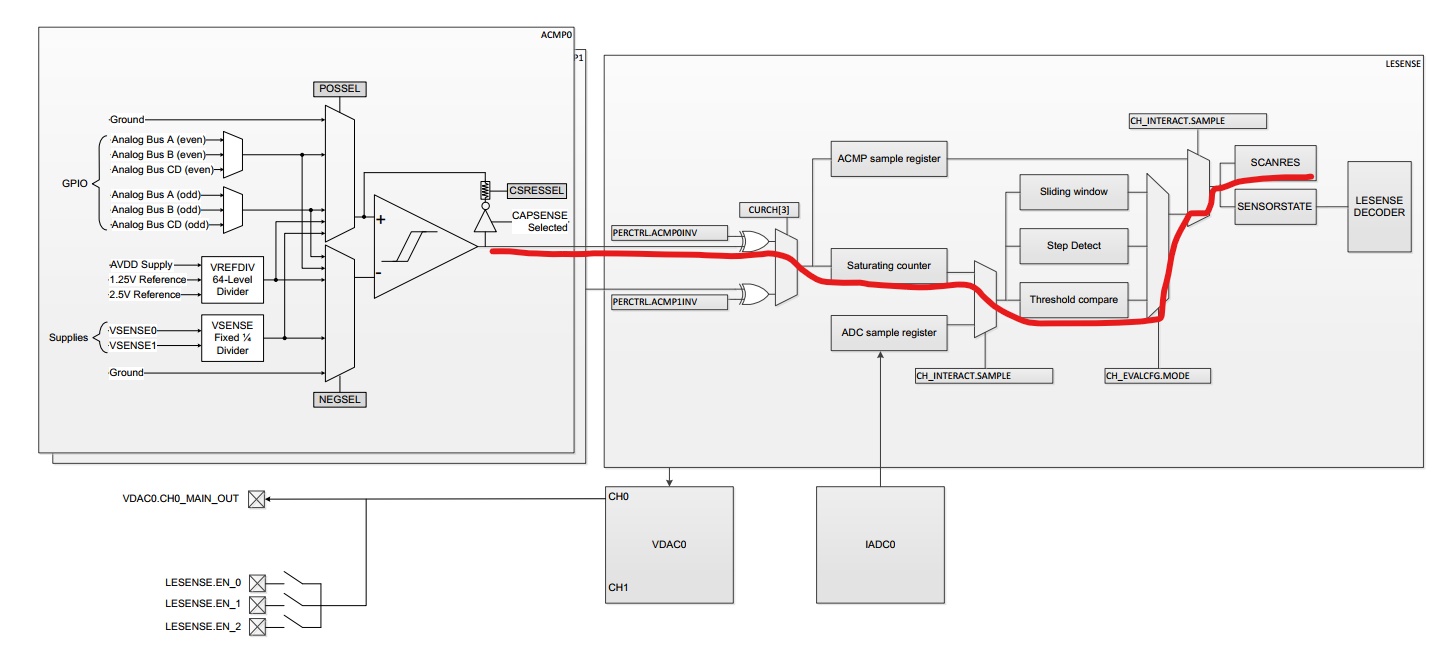 ACMP0
P1
POSSEL
Ground
Analog Bus A (even)
Analog Bus B (even)
Analog Bus CD (even)
GPIO
Analog Bus A (odd)
Analog Bus B (odd)
Analog Bus CD (odd)
CSRESSEL
CAPSENSE
Selected
+
-
AVDD Supply
1.25V Reference
2.5V Reference
VREFDIV
64-Level
Divider
Supplies
VSENSE0
VSENSE1
VSENSE
Fixed ¼
Divider
Ground
NEGSEL
LESENSE
CH_INTERACT.SAMPLE
ACMP sample register
SCANRES
Sliding window
CURCH[3]
SENSORSTATE
LESENSE
DECODER
PERCTRL.ACMP0INV
Step Detect
Saturating counter
PERCTRL.ACMP1INV
Threshold compare
ADC sample register
CH_INTERACT.SAMPLE
CH_EVALCFG.MODE
VDAC0.CH0_MAIN_OUT
CH0
VDAC0
CH1
IADC0
LESENSE.EN_0
LESENSE.EN_1
LESENSE.EN_2